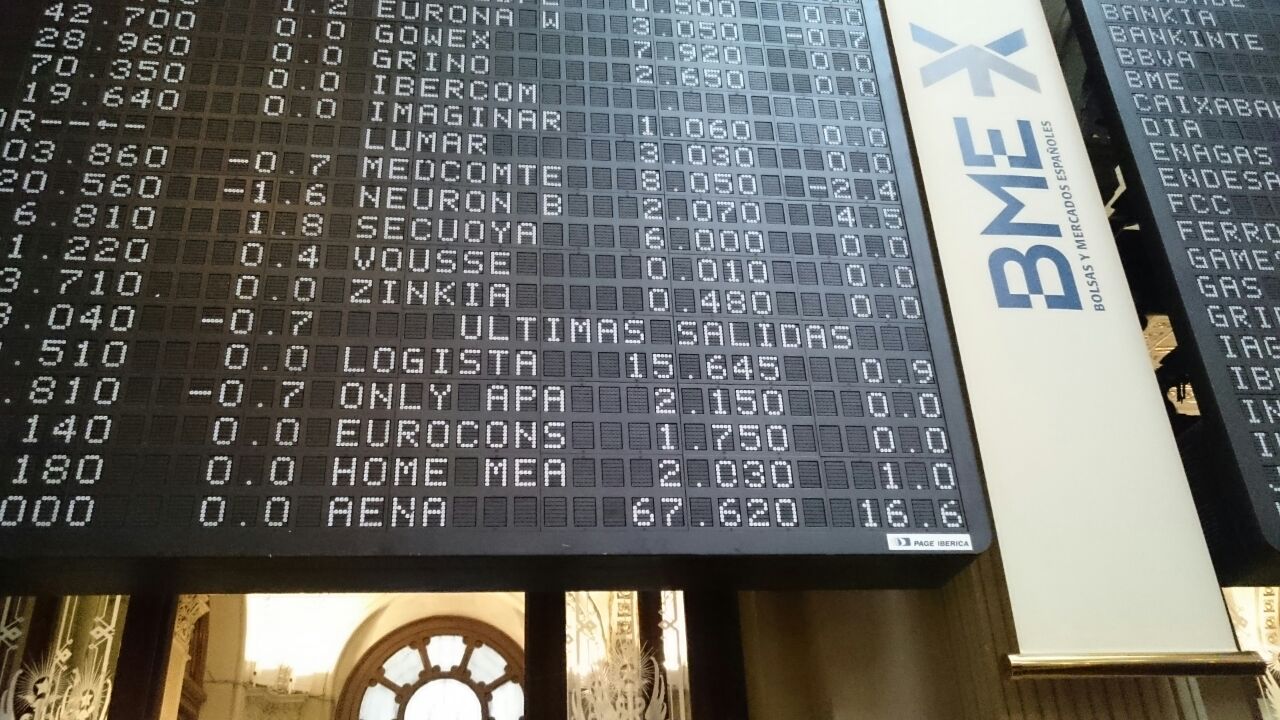 0.500 0.0
1.2 EURONA W 3.050 -0.7
42.700 0.0 GOWEX 7.920 0.0
28.960 0.0 GRINO 2.650 0.0
70.350 0.0 IBERCOM
19.640 0.0 IMAGINAR 1.060 0.0
LUMAR 3.030 0.0
03.860 -0.7 MEDCOMTE 8.050 -2.4
20.560 -1.6 NEURON B 2.070 4.5
6.810 1.8 SECUOYA 6.000 0.0
1.220 0.4 YOUSSE 0.010 0.0
3.710 0.0 ZINKIA 0.480 0.0
.040 -0.7 ULTIMAS SALIDAS
.510 0.0 LOGISTA 15.645 0.9
.810 -0.7 ONLY APA 2.150 0.0
140 0.0 EUROCONS 1.750 0.0
180 0.0 HOME MEA 2.030 1.0
000 0.0 AENA 67.620 16.6
PAGE IBERICA
BME
BOLSAS Y MERCADOS ESPAÑOLES
BANKIA
BANKINTE
BBVA
BME
CAIXABA
DIA
ENAGAS
ENDESA
FCC
FERRO
GAMES
GAS
GRI
IAG
IB